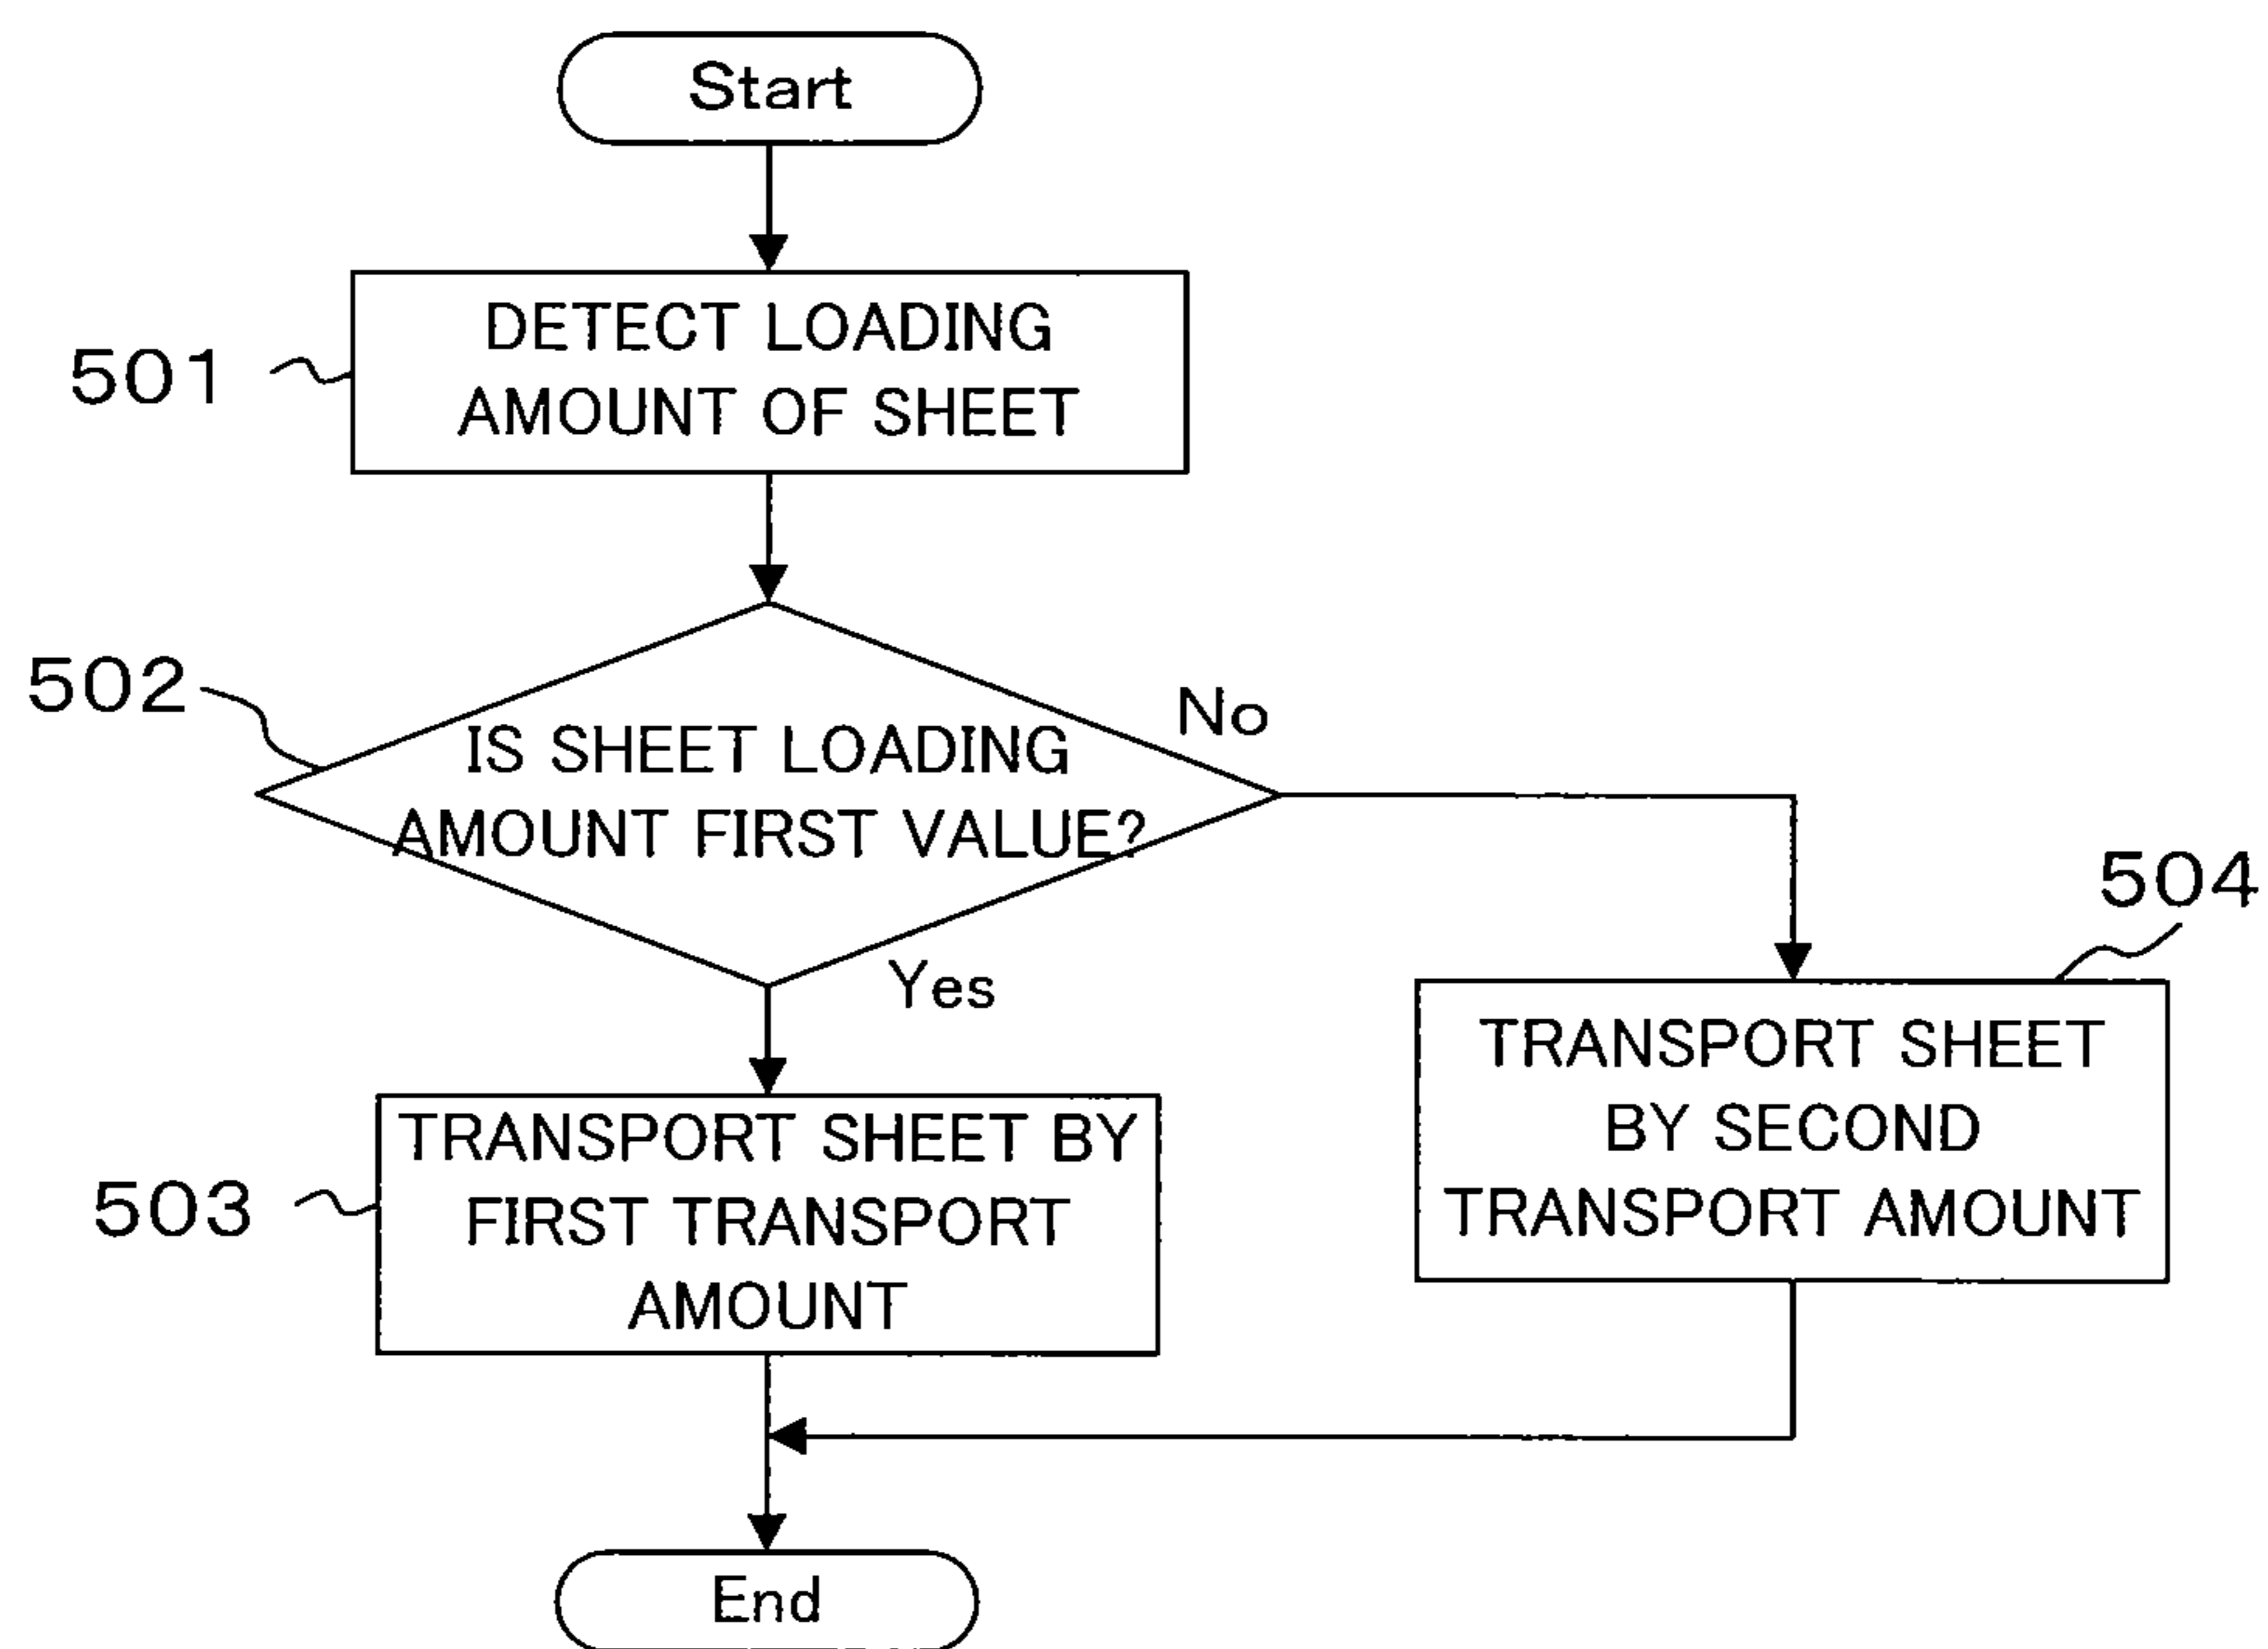 Start
501
DETECT LOADING
AMOUNT OF SHEET
502
IS SHEET LOADING
AMOUNT FIRST VALUE?
No
Yes
504
TRANSPORT SHEET
BY SECOND
TRANSPORT AMOUNT
503
TRANSPORT SHEET BY
FIRST TRANSPORT
AMOUNT
End